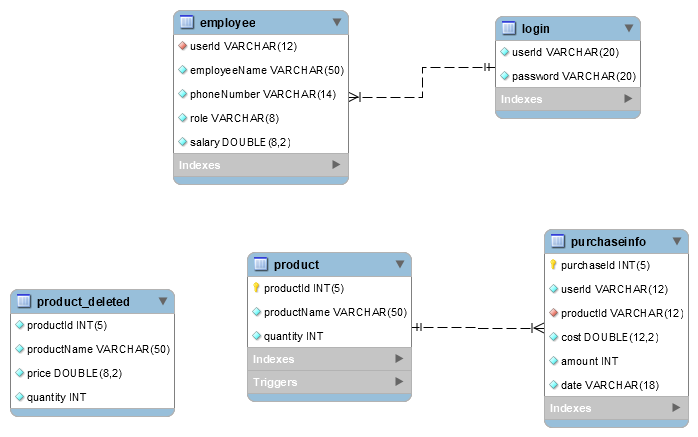 employee
userId VARCHAR(12)
employeeName VARCHAR(50)
phoneNumber VARCHAR(14)
role VARCHAR(8)
salary DOUBLE(8,2)
Indexes
login
userId VARCHAR(20)
password VARCHAR(20)
Indexes
product_deleted
productId INT(5)
productName VARCHAR(50)
price DOUBLE(8,2)
quantity INT
product
productId INT(5)
productName VARCHAR(50)
quantity INT
Indexes
Triggers
purchaseinfo
purchaseId INT(5)
userId VARCHAR(12)
productId VARCHAR(12)
cost DOUBLE(12,2)
amount INT
date VARCHAR(18)
Indexes